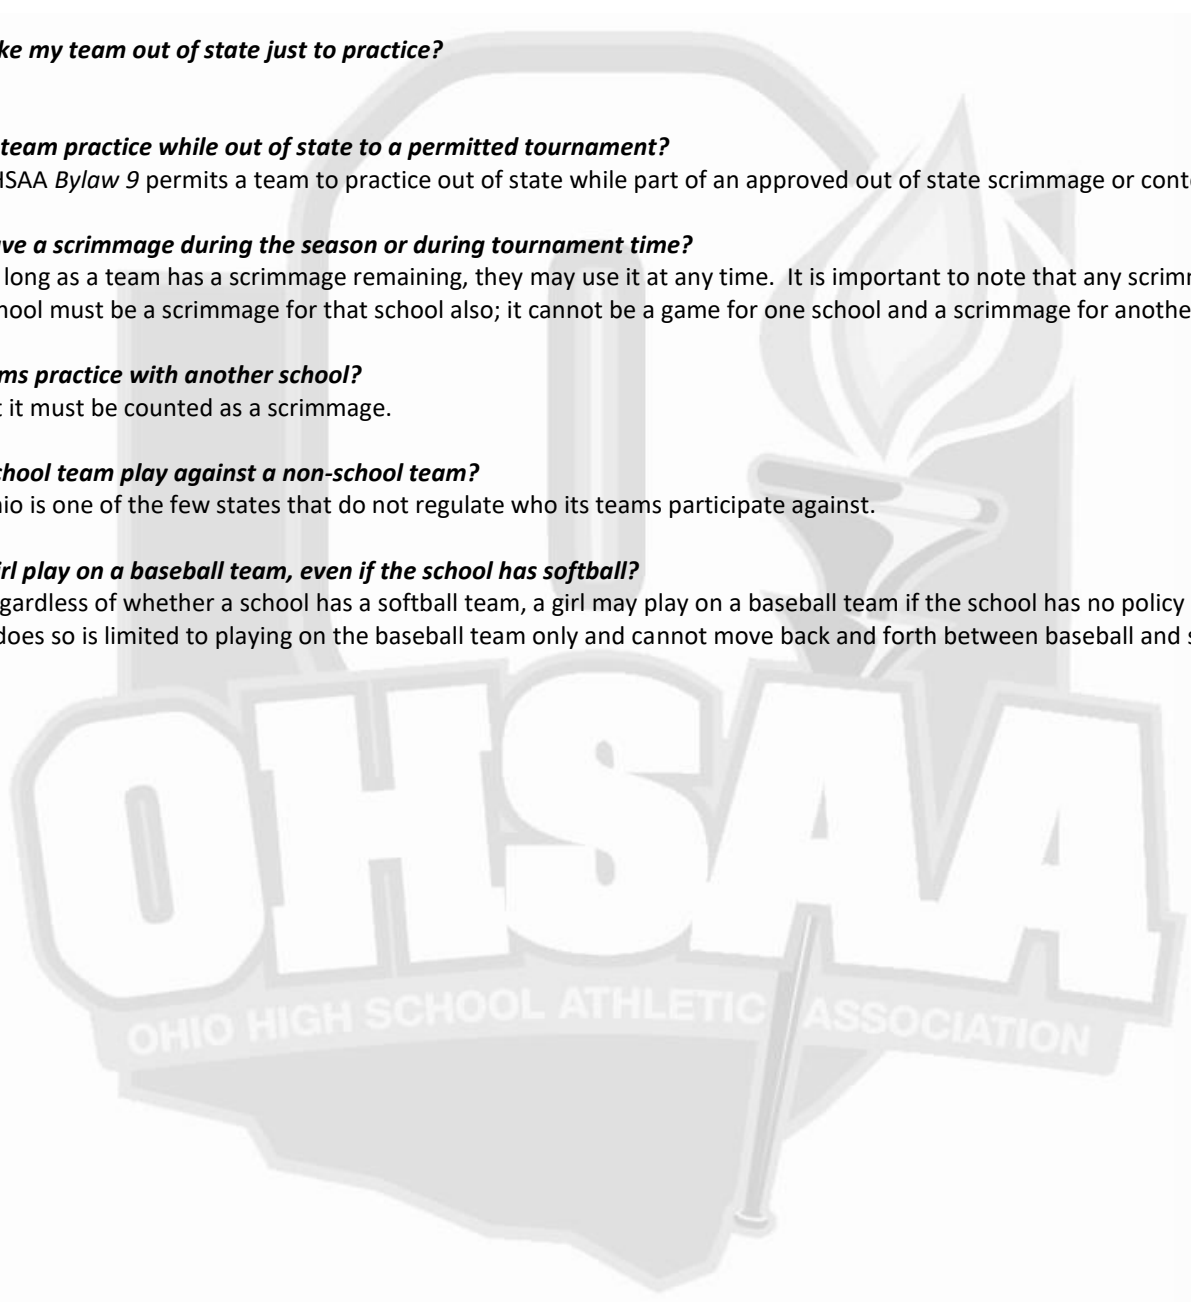 ke my team out of state just to practice?
team practice while out of state to a permitted tournament?
HSAA Bylaw 9 permits a team to practice out of state while part of an approved out of state scrimmage or cont
ve a scrimmage during the season or during tournament time?
long as a team has a scrimmage remaining, they may use it at any time. It is important to note that any scrim
hool must be a scrimmage for that school also; it cannot be a game for one school and a scrimmage for anothe
ms practice with another school?
t it must be counted as a scrimmage.
chool team play against a non-school team?
hio is one of the few states that do not regulate who its teams participate against.
irl play on a baseball team, even if the school has softball?
gardless of whether a school has a softball team, a girl may play on a baseball team if the school has no policy
does so is limited to playing on the baseball team only and cannot move back and forth between baseball and s
OHSAA
OHIO HIGH SCHOOL ATHLETIC ASSOCIATION